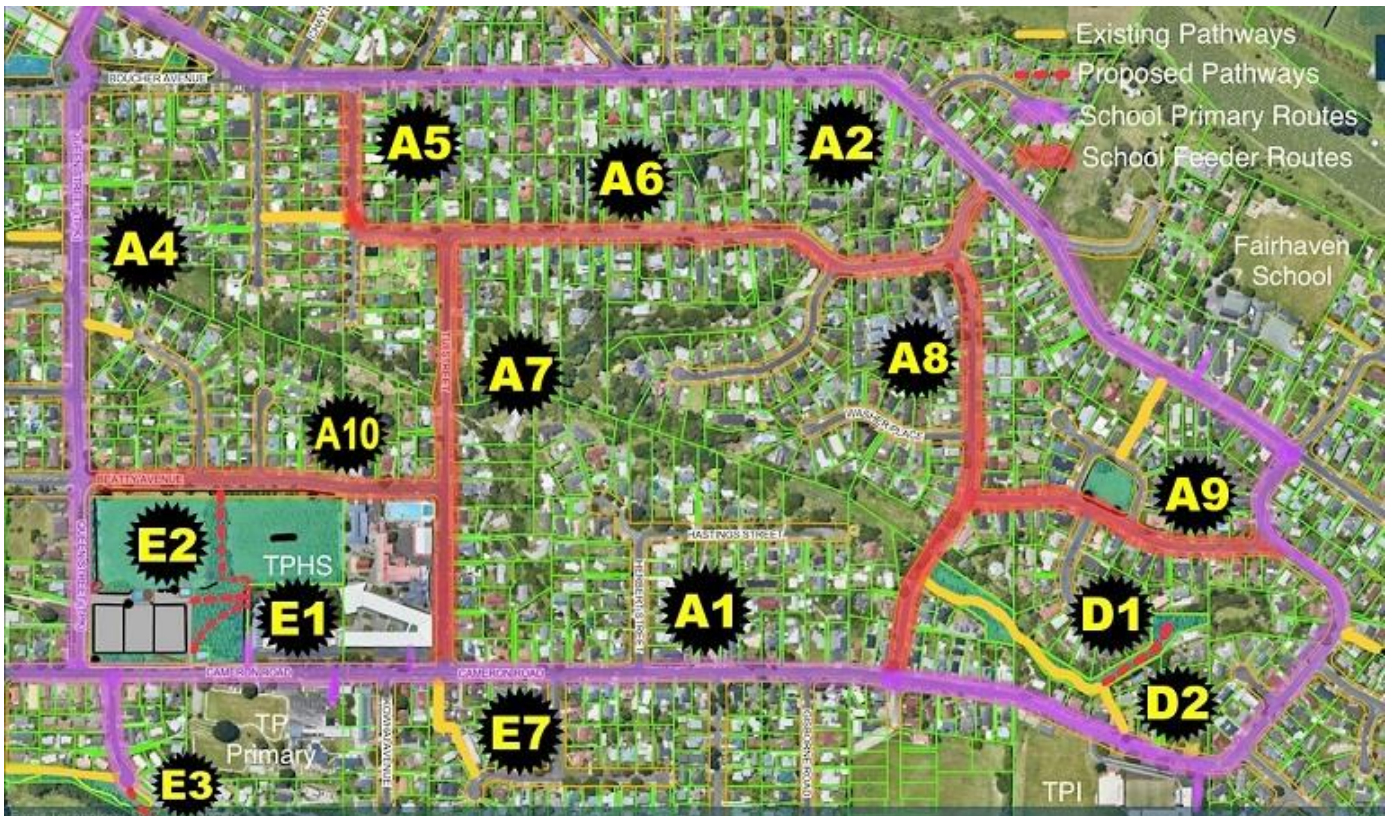 Existing Pathways
Proposed Pathways
School Primary Routes
School Feeder Routes
BOUCHER AVENUE
A5
A2
A6
A4
Fairhaven
School
A8
A7
WASHER PLACE
A10
BEATTY AVENUE
A9
E2
HASTINGS STREET
TPHS
E1
A1
D1
CAMERON ROAD
CAMERON ROAD
D2
TP
Primary
E7
E3
TPI